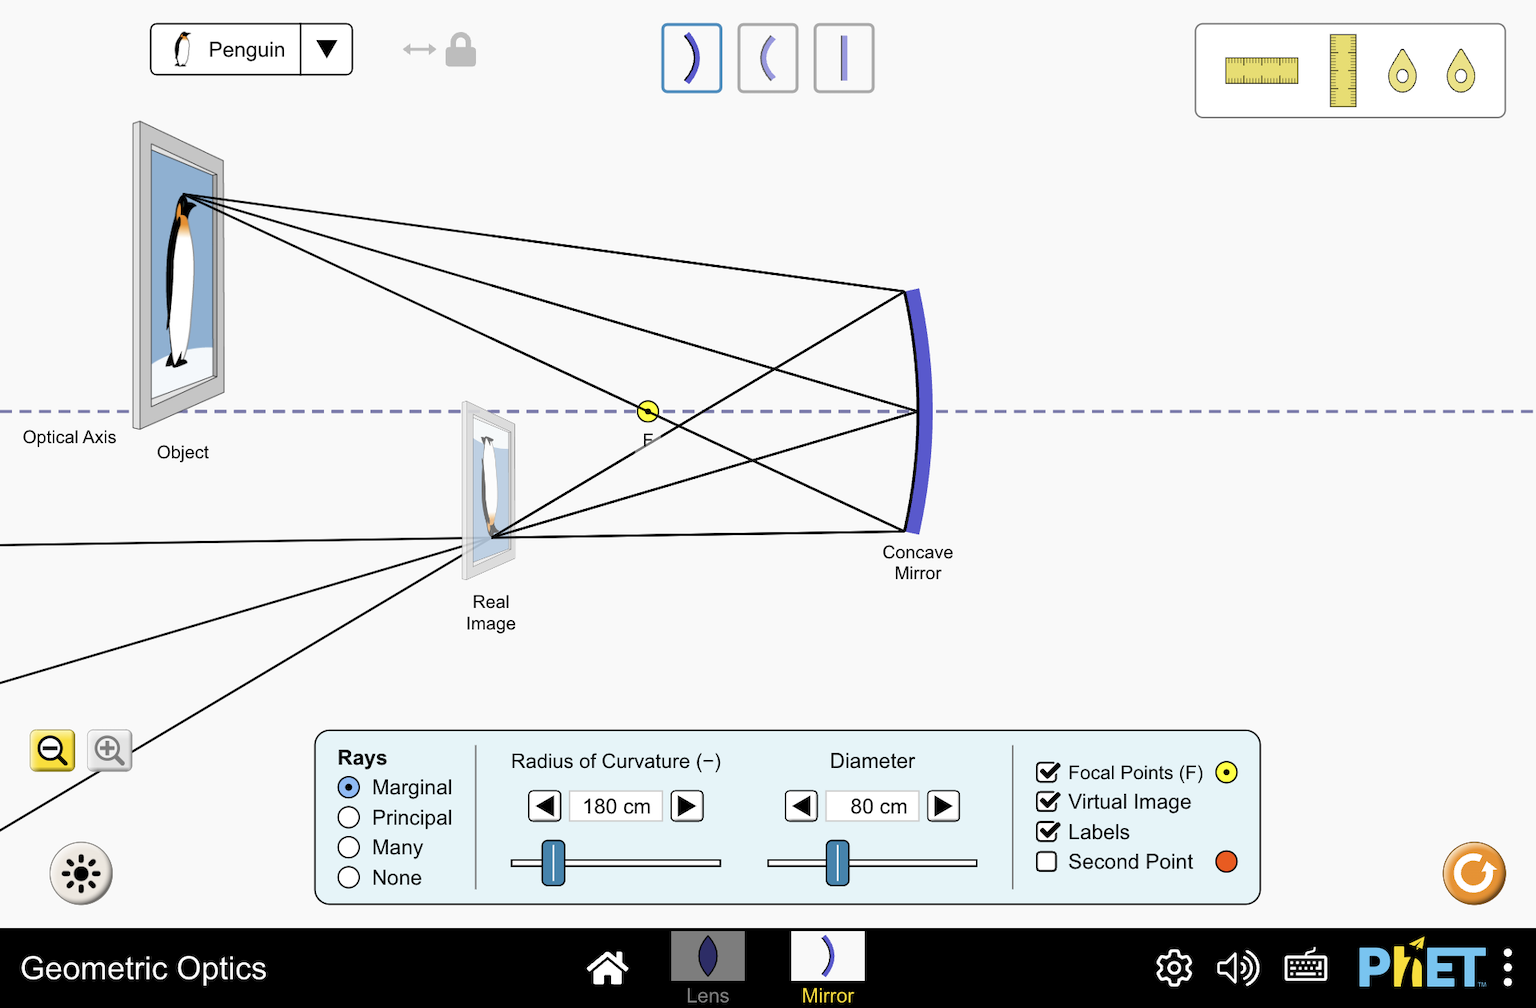 Penguin
Optical Axis
Object
F
Concave
Mirror
Real
Image
Rays
Marginal
Principal
Many
None
Radius of Curvature (−)
180 cm
Diameter
80 cm
Focal Points (F)
Virtual Image
Labels
Second Point
Geometric Optics
Lens
Mirror
PhET™